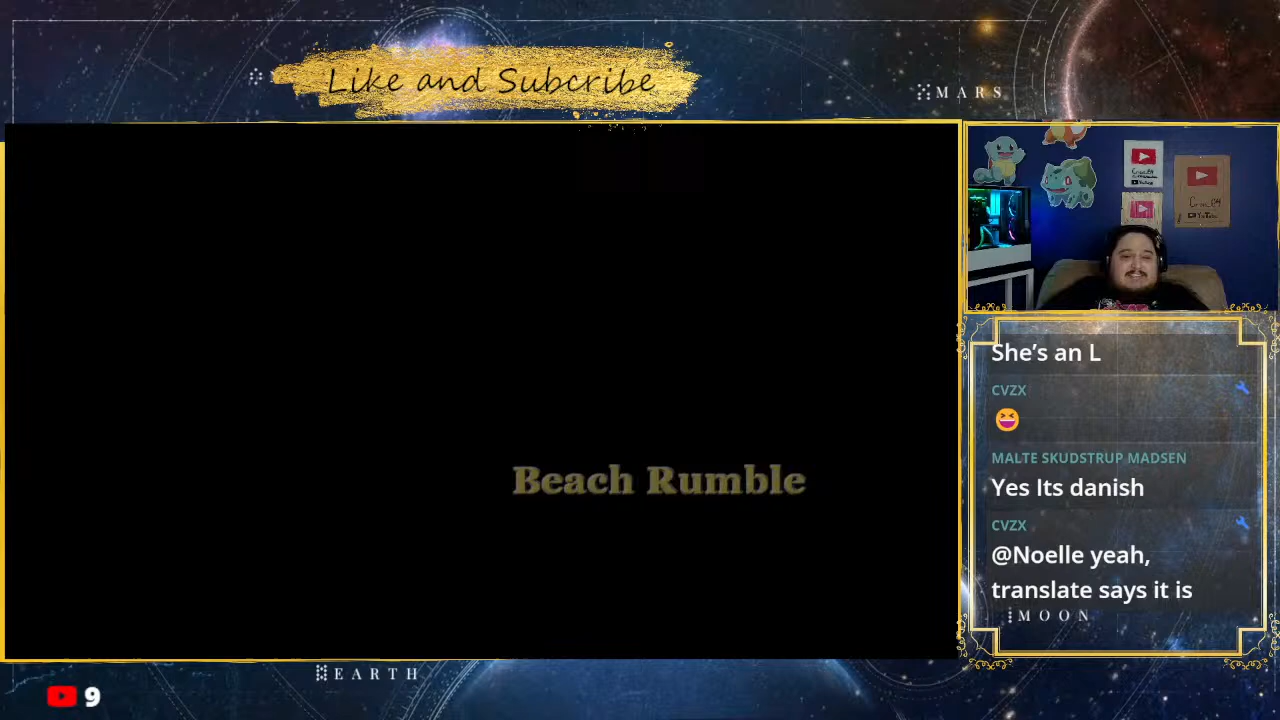 Like and Subcribe
MARS
Beach Rumble
She's an L
CVZX
😆
MALTE SKUDSTRUP MADSEN
Yes Its danish
CVZX
@Noelle yeah,
translate says it is
MOON
EARTH
9